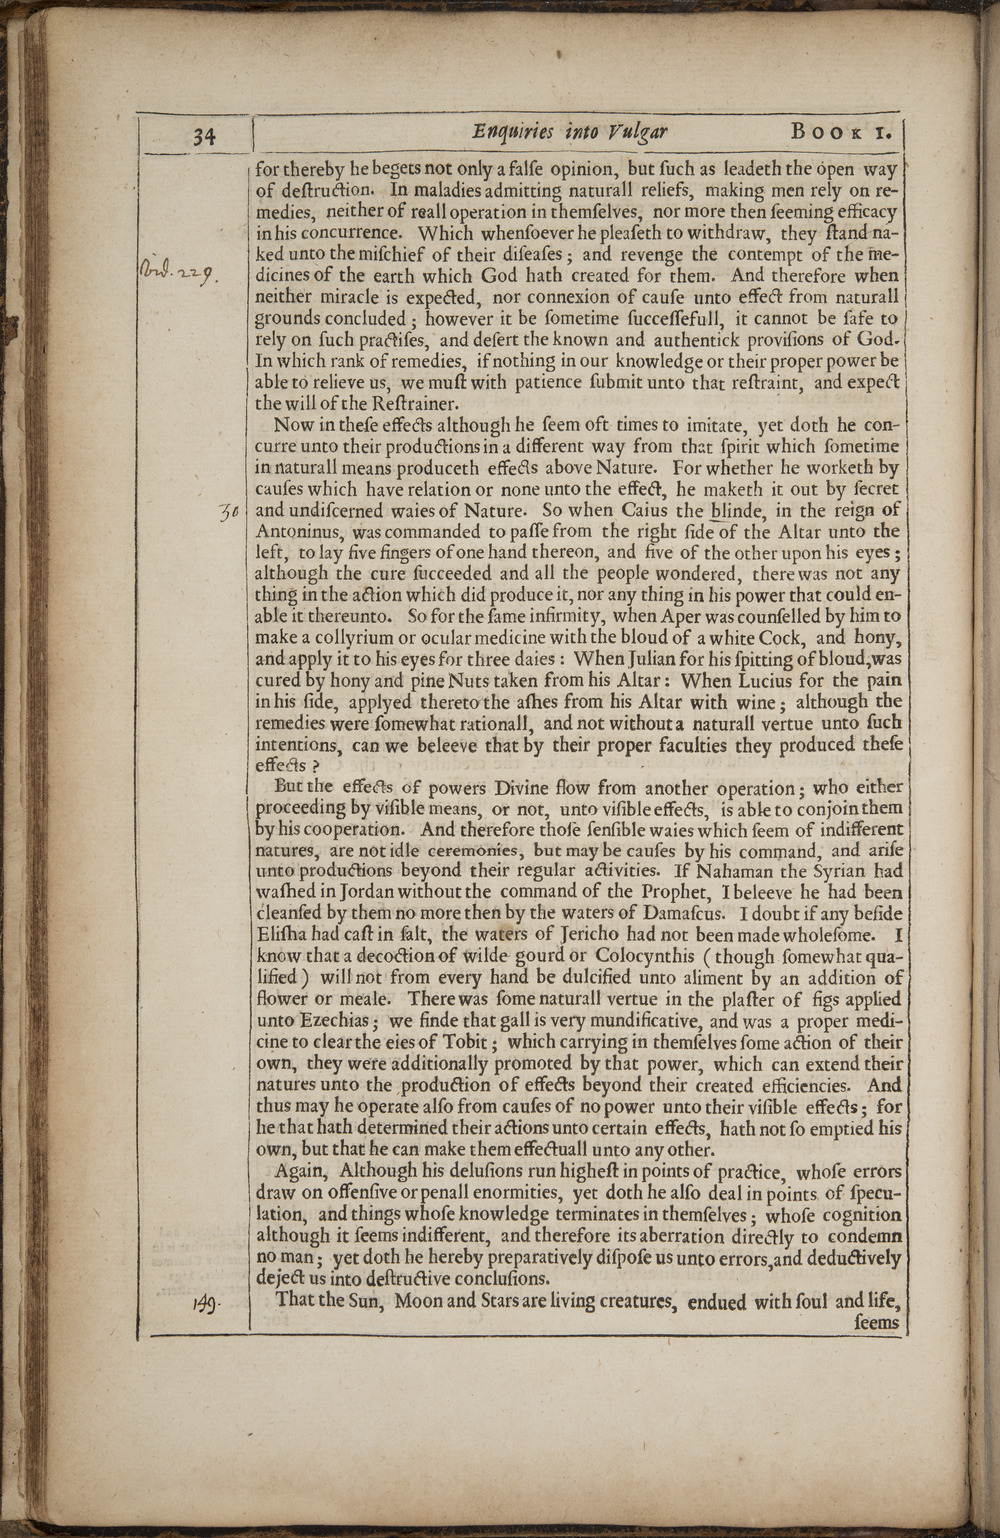 34 Enquiries into Vulgar BOOK I.
for thereby he begets not only a falſe opinion, but ſuch as leadeth the open way
of deſtruction. In maladies admitting naturall reliefs, making men rely on re-
medies, neither of reall operation in themſelves, nor more then ſeeming efficacy
in his concurrence. Which whenſoever he pleaſeth to withdraw, they ſtand na-
ked unto the miſchief of their diſeaſes ; and revenge the contempt of the me-
vid. 229.
dicines of the earth which God hath created for them. And therefore when
neither miracle is expected, nor connexion of cauſe unto effect from naturall
grounds concluded ; however it be ſometime ſucceſſefull, it cannot be ſafe to
rely on ſuch practiſes, and deſert the known and authentick proviſions of God.
In which rank of remedies, if nothing in our knowledge or their proper power be
able to relieve us, we muſt with patience ſubmit unto that reſtraint, and expect
the will of the Reſtrainer.
Now in theſe effects although he ſeem oft times to imitate, yet doth he con-
curre unto their productions in a different way from that ſpirit which ſometime
in naturall means produceth effects above Nature. For whether he worketh by
cauſes which have relation or none unto the effect, he maketh it out by ſecret
30
and undiſcerned waies of Nature. So when Caius the blinde, in the reign of
Antoninus, was commanded to paſſe from the right ſide of the Altar unto the
left, to lay five fingers of one hand thereon, and five of the other upon his eyes ;
although the cure ſucceeded and all the people wondered, there was not any
thing in the action which did produce it, nor any thing in his power that could en-
able it thereunto. So for the ſame infirmity, when Aper was counſelled by him to
make a collyrium or ocular medicine with the bloud of a white Cock, and hony,
and apply it to his eyes for three daies : When Julian for his ſpitting of bloud, was
cured by hony and pine Nuts taken from his Altar : When Lucius for the pain
in his ſide, applyed thereto the aſhes from his Altar with wine ; although the
remedies were ſomewhat rationall, and not without a naturall vertue unto ſuch
intentions, can we beleeve that by their proper faculties they produced theſe
effects ?
But the effects of powers Divine flow from another operation ; who either
proceeding by viſible means, or not, unto viſible effects, is able to conjoin them
by his cooperation. And therefore thoſe ſenſible waies which ſeem of indifferent
natures, are not idle ceremonies, but may be cauſes by his command, and ariſe
unto productions beyond their regular activities. If Nahaman the Syrian had
waſhed in Jordan without the command of the Prophet, I beleeve he had been
cleanſed by them no more then by the waters of Damaſcus. I doubt if any beſide
Eliſha had caſt in ſalt, the waters of Jericho had not been made wholeſome. I
know that a decoction of wilde gourd or Colocynthis ( though ſomewhat qua-
lified ) will not from every hand be dulcified unto aliment by an addition of
flower or meale. There was ſome naturall vertue in the plaſter of figs applied
unto Ezechias ; we finde that gall is very mundificative, and was a proper medi-
cine to clear the eies of Tobit ; which carrying in themſelves ſome action of their
own, they were additionally promoted by that power, which can extend their
natures unto the production of effects beyond their created efficiencies. And
thus may he operate alſo from cauſes of no power unto their viſible effects ; for
he that hath determined their actions unto certain effects, hath not ſo emptied his
own, but that he can make them effectuall unto any other.
Again, Although his deluſions run higheſt in points of practice, whoſe errors
draw on offenſive or penall enormities, yet doth he alſo deal in points of ſpecu-
lation, and things whoſe knowledge terminates in themſelves ; whoſe cognition
although it ſeems indifferent, and therefore its aberration directly to condemn
no man ; yet doth he hereby preparatively diſpoſe us unto errors, and deductively
deject us into deſtructive concluſions.
149.
That the Sun, Moon and Stars are living creatures, endued with ſoul and life,
ſeems